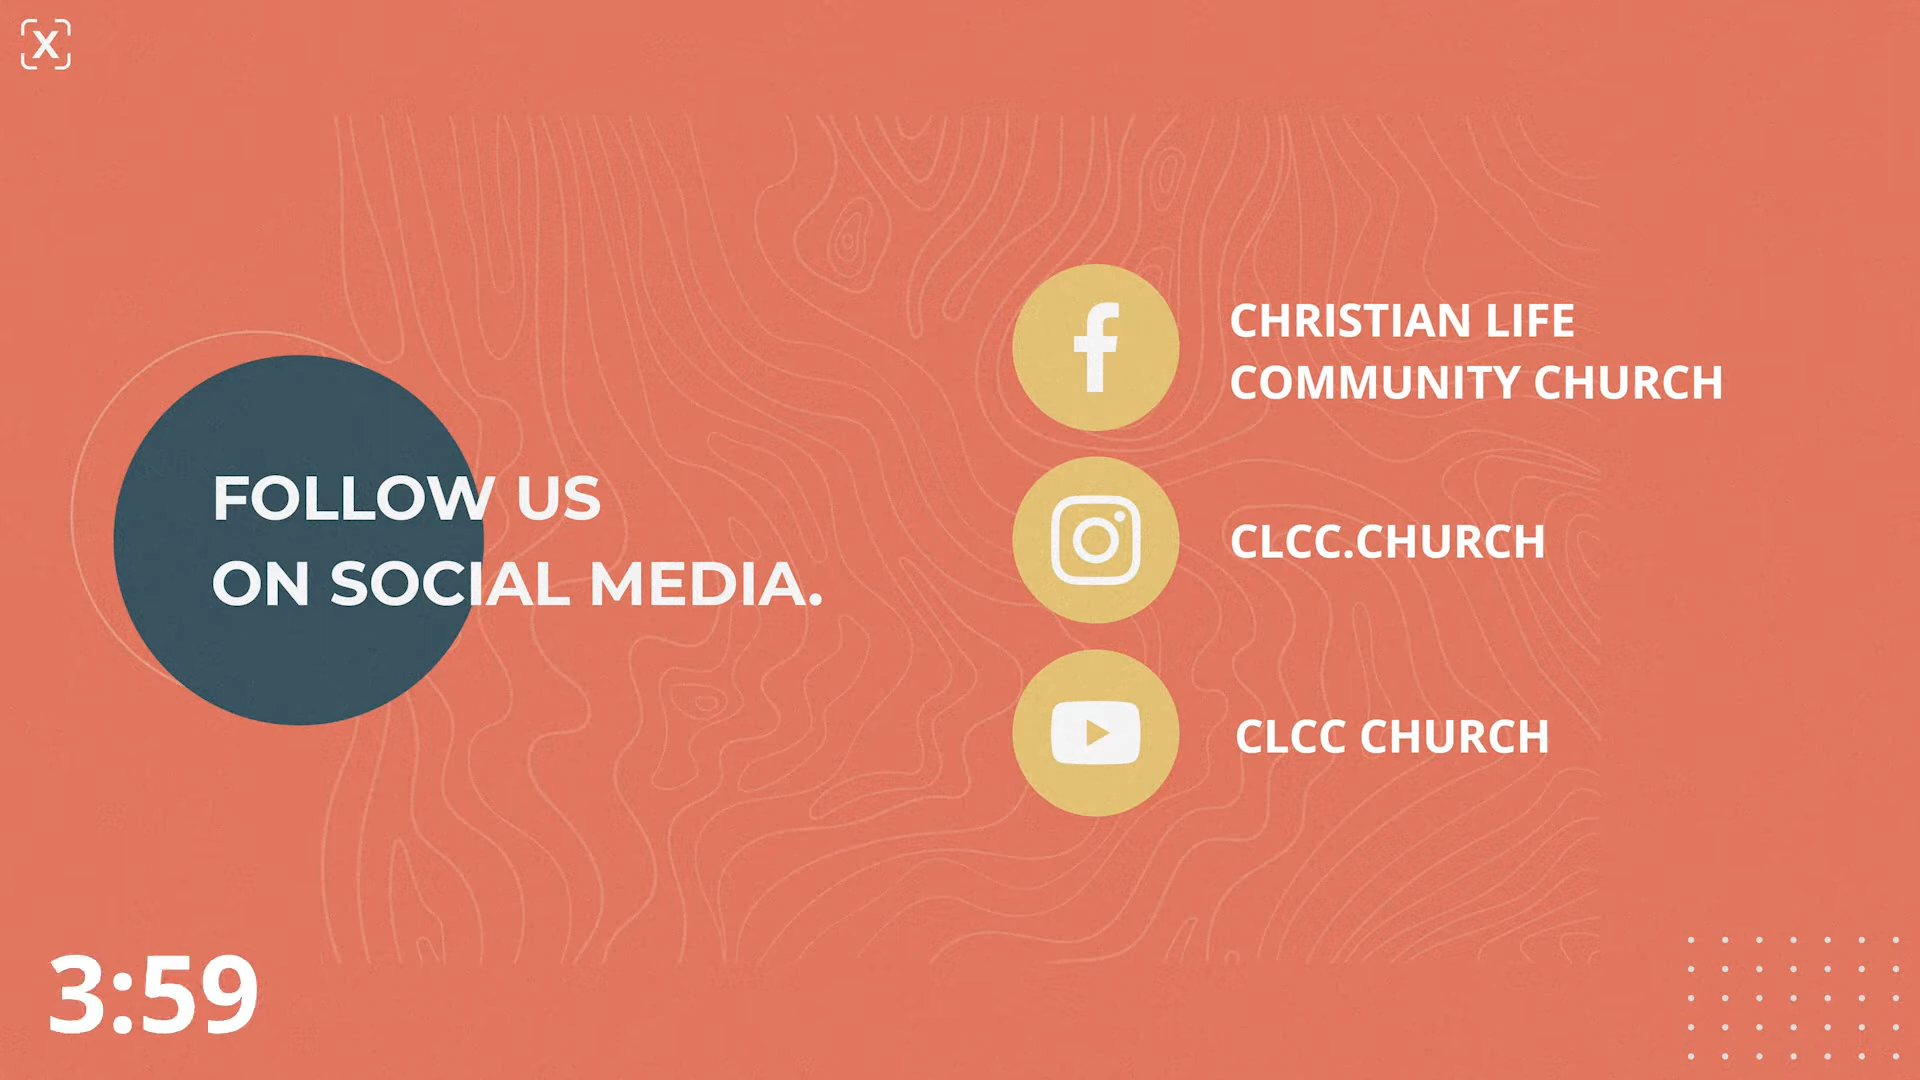 X
FOLLOW US
ON SOCIAL MEDIA.
CHRISTIAN LIFE
COMMUNITY CHURCH
CLCC.CHURCH
CLCC CHURCH
3:59